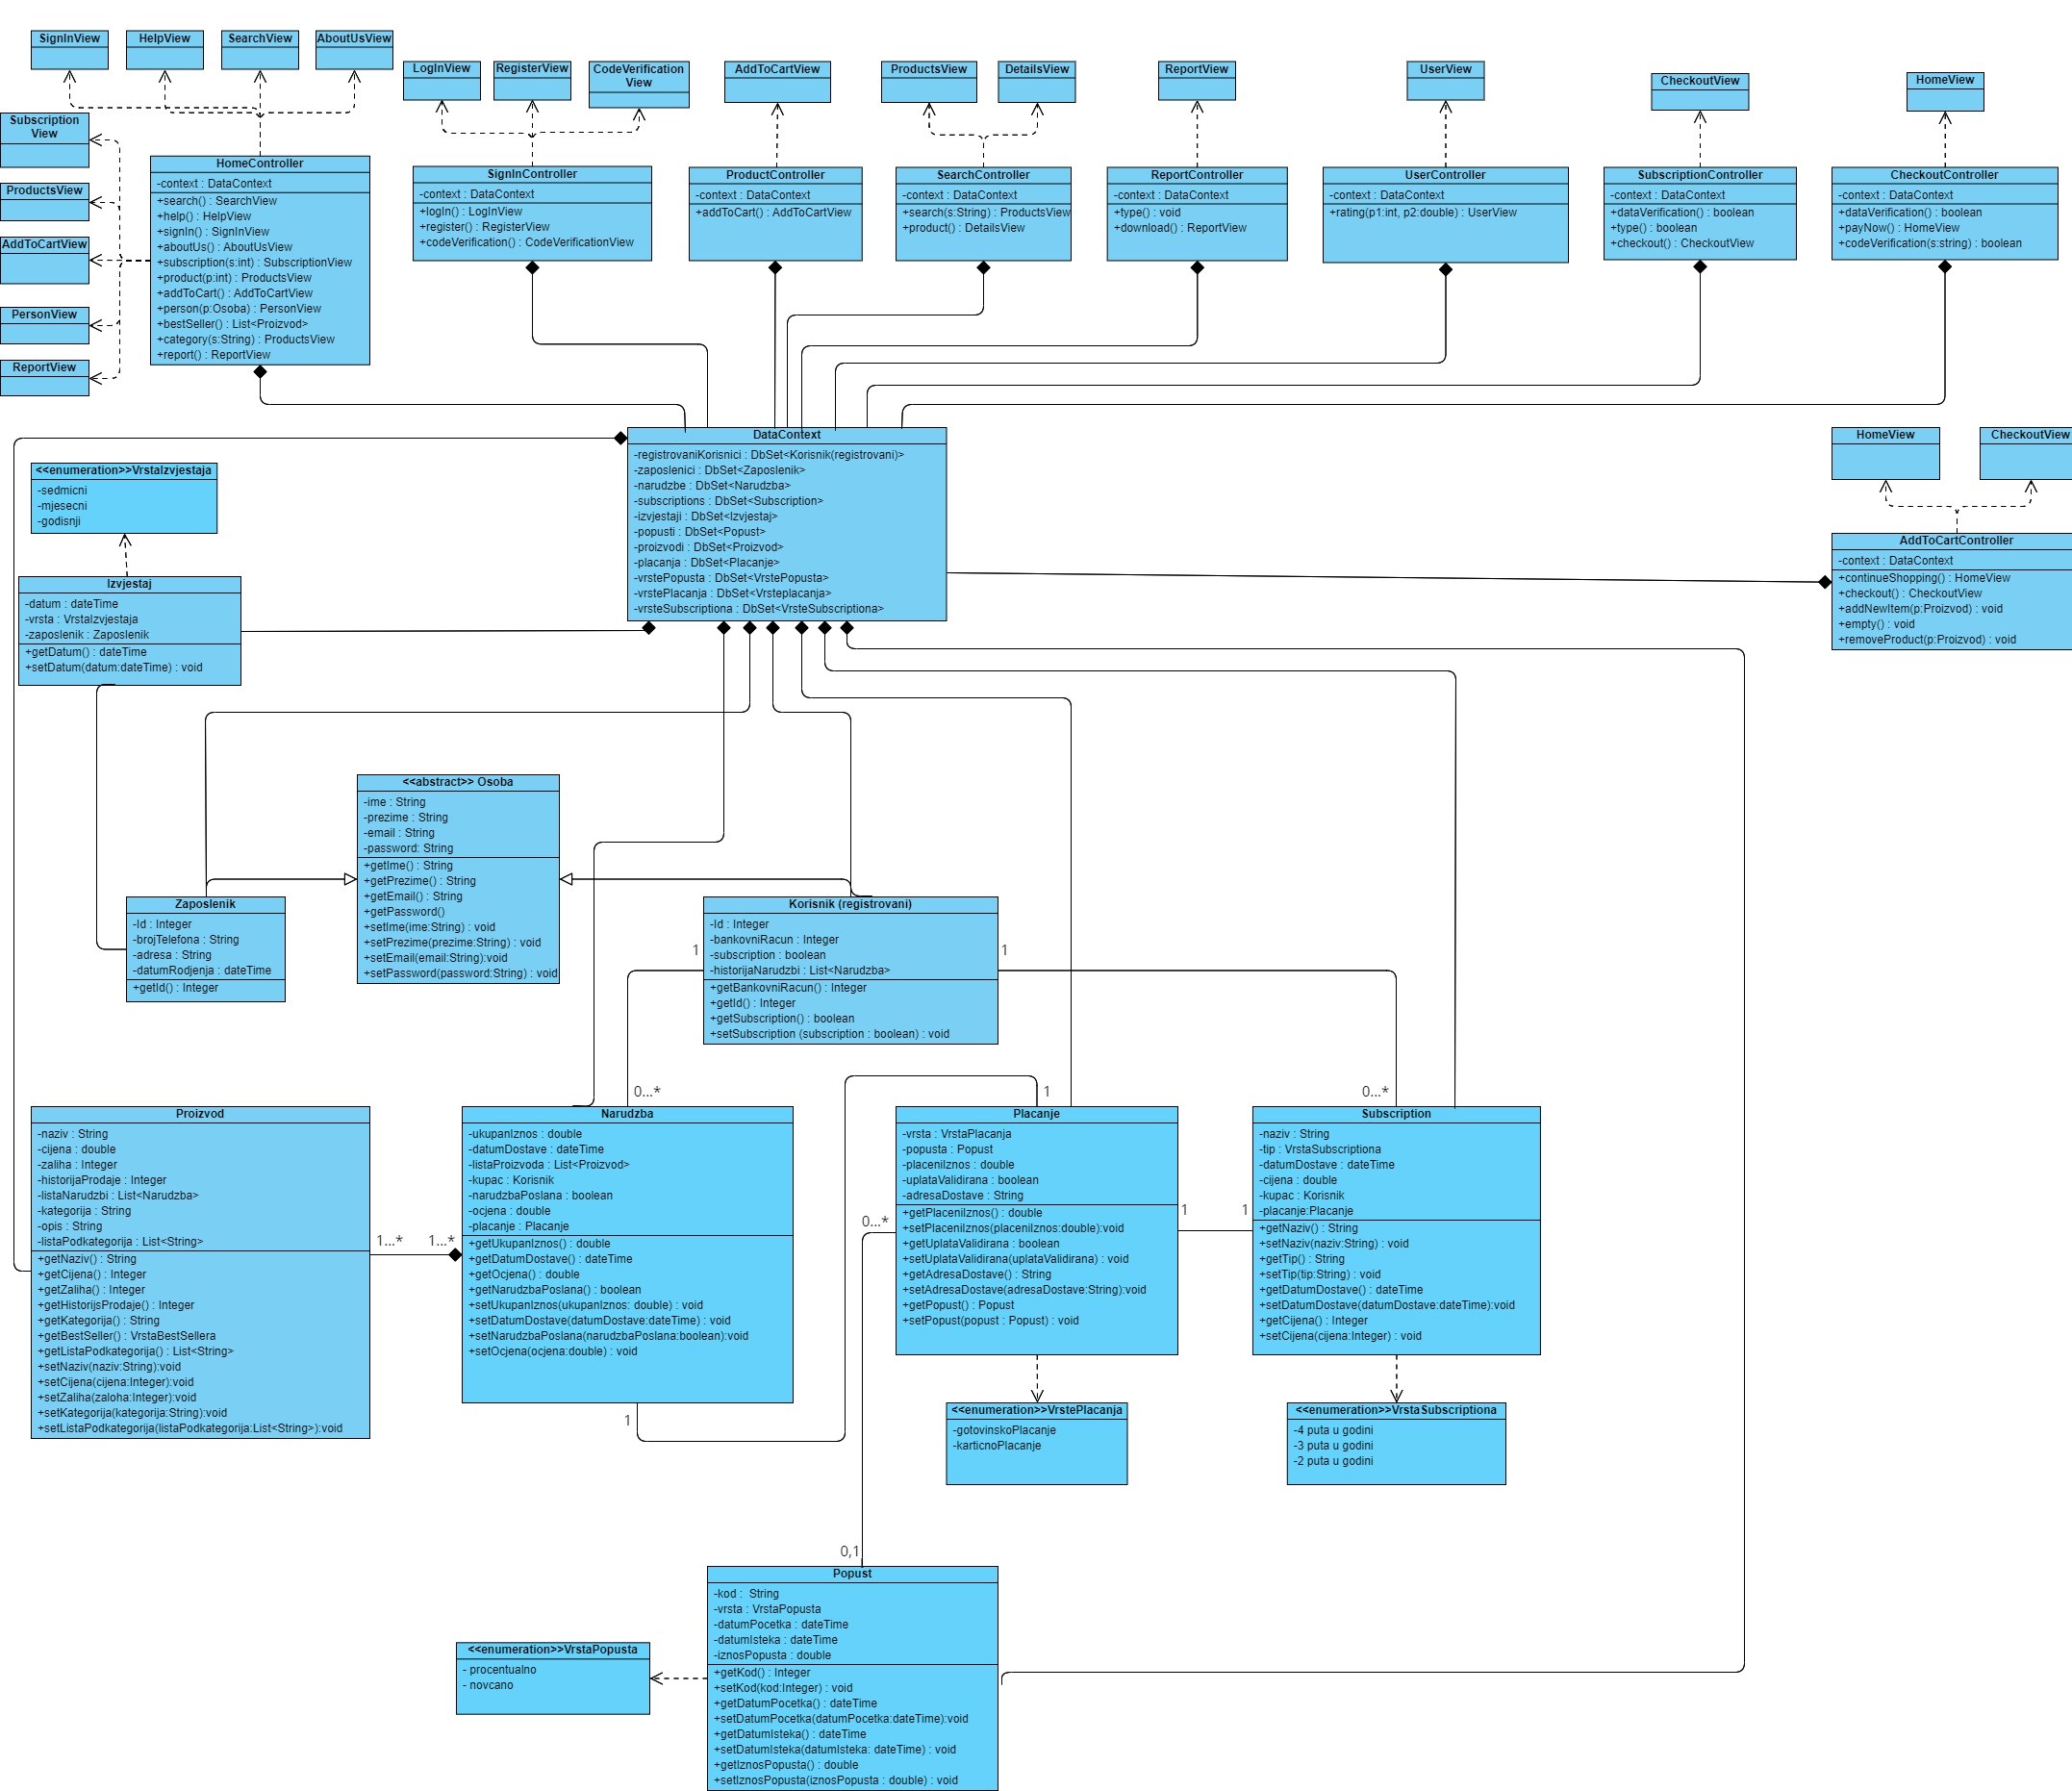 SignInView
HelpView
SearchView
AboutUsView
LogInView
RegisterView
CodeVerification
View
AddToCartView
ProductsView
DetailsView
ReportView
UserView
CheckoutView
HomeView
Subscription
View
ProductsView
AddToCartView
PersonView
ReportView
HomeController
-context : DataContext
+search() : SearchView
+help() : HelpView
+signIn() : SignInView
+aboutUs() : AboutUsView
+subscription(s:int) : SubscriptionView
+product(p:int) : ProductsView
+addToCart() : AddToCartView
+person(p:Osoba) : PersonView
+bestSeller() : List<Proizvod>
+category(s:String) : ProductsView
+report() : ReportView
SignInController
-context : DataContext
+logIn() : LogInView
+register() : RegisterView
+codeVerification() : CodeVerificationView
ProductController
-context : DataContext
+addToCart() : AddToCartView
SearchController
-context : DataContext
+search(s:String) : ProductsView
+product() : DetailsView
ReportController
-context : DataContext
+type() : void
+download() : ReportView
UserController
-context : DataContext
+rating(p1:int, p2:double) : UserView
SubscriptionController
-context : DataContext
+dataVerification() : boolean
+type() : boolean
+checkout() : CheckoutView
CheckoutController
-context : DataContext
+dataVerification() : boolean
+payNow() : HomeView
+codeVerification(s:string) : boolean
DataContext
-registrovaniKorisnici : DbSet<Korisnik(registrovani)>
-zaposlenici : DbSet<Zaposlenik>
-narudzbe : DbSet<Narudzba>
-subscriptions : DbSet<Subscription>
-izvjestaji : DbSet<Izvjestaj>
-popusti : DbSet<Popust>
-proizvodi : DbSet<Proizvod>
-placanja : DbSet<Placanje>
-vrstePopusta : DbSet<VrstePopusta>
-vrstePlacanja : DbSet<Vrsteplacanja>
-vrsteSubscriptiona : DbSet<VrsteSubscriptiona>
HomeView
CheckoutView
AddToCartController
-context : DataContext
+continueShopping() : HomeView
+checkout() : CheckoutView
+addNewItem(p:Proizvod) : void
+empty() : void
+removeProduct(p:Proizvod) : void
<<enumeration>>VrstaIzvjestaja
-sedmicni
-mjesecni
-godisnji
Izvjestaj
-datum : dateTime
-vrsta : VrstaIzvjestaja
-zaposlenik : Zaposlenik
+getDatum() : dateTime
+setDatum(datum:dateTime) : void
<<abstract>> Osoba
-ime : String
-prezime : String
-email : String
-password: String
+getIme() : String
+getPrezime() : String
+getEmail() : String
+getPassword()
+setIme(ime:String) : void
+setPrezime(prezime:String) : void
+setEmail(email:String):void
+setPassword(password:String) : void
Zaposlenik
-Id : Integer
-brojTelefona : String
-adresa : String
-datumRodjenja : dateTime
+getId() : Integer
Korisnik (registrovani)
-Id : Integer
-bankovniRacun : Integer
-subscription : boolean
-historijaNarudzbi : List<Narudzba>
+getBankovniRacun() : Integer
+getId() : Integer
+getSubscription() : boolean
+setSubscription (subscription : boolean) : void
1
1
0...*
1
0...*
Proizvod
-naziv : String
-cijena : double
-zaliha : Integer
-historijaProdaje : Integer
-listaNarudzbi : List<Narudzba>
-kategorija : String
-opis : String
-listaPodkategorija : List<String>
+getNaziv() : String
+getCijena() : Integer
+getZaliha() : Integer
+getHistorijsProdaje() : Integer
+getKategorija() : String
+getBestSeller() : VrstaBestSellera
+getListaPodkategorija() : List<String>
+setNaziv(naziv:String):void
+setCijena(cijena:Integer):void
+setZaliha(zaloha:Integer):void
+setKategorija(kategorija:String):void
+setListaPodkategorija(listaPodkategorija:List<String>):void
1...*
1...*
Narudzba
-ukupanIznos : double
-datumDostave : dateTime
-listaProizvoda : List<Proizvod>
-kupac : Korisnik
-narudzbaPoslana : boolean
-ocjena : double
-placanje : Placanje
+getUkupanIznos() : double
+getDatumDostave() : dateTime
+getOcjena() : double
+getNarudzbaPoslana() : boolean
+setUkupanIznos(ukupanIznos: double) : void
+setDatumDostave(datumDostave:dateTime) : void
+setNarudzbaPoslana(narudzbaPoslana:boolean):void
+setOcjena(ocjena:double) : void
1
0...*
Placanje
-vrsta : VrstaPlacanja
-popusta : Popust
-placeniIznos : double
-uplataValidirana : boolean
-adresaDostave : String
+getPlaceniIznos() : double
+setPlaceniIznos(placeniIznos:double):void
+getUplataValidirana : boolean
+setUplataValidirana(uplataValidirana) : void
+getAdresaDostave() : String
+setAdresaDostave(adresaDostave:String):void
+getPopust() : Popust
+setPopust(popust : Popust) : void
1
1
Subscription
-naziv : String
-tip : VrstaSubscriptiona
-datumDostave : dateTime
-cijena : double
-kupac : Korisnik
-placanje:Placanje
+getNaziv() : String
+setNaziv(naziv:String) : void
+getTip() : String
+setTip(tip:String) : void
+getDatumDostave() : dateTime
+setDatumDostave(datumDostave:dateTime):void
+getCijena() : Integer
+setCijena(cijena:Integer) : void
<<enumeration>>VrstePlacanja
-gotovinskoPlacanje
-karticnoPlacanje
<<enumeration>>VrstaSubscriptiona
-4 puta u godini
-3 puta u godini
-2 puta u godini
0,1
<<enumeration>>VrstaPopusta
- procentualno
- novcano
Popust
-kod : String
-vrsta : VrstaPopusta
-datumPocetka : dateTime
-datumIsteka : dateTime
-iznosPopusta : double
+getKod() : Integer
+setKod(kod:Integer) : void
+getDatumPocetka() : dateTime
+setDatumPocetka(datumPocetka:dateTime):void
+getDatumIsteka() : dateTime
+setDatumIsteka(datumIsteka: dateTime) : void
+getIznosPopusta() : double
+setIznosPopusta(iznosPopusta : double) : void